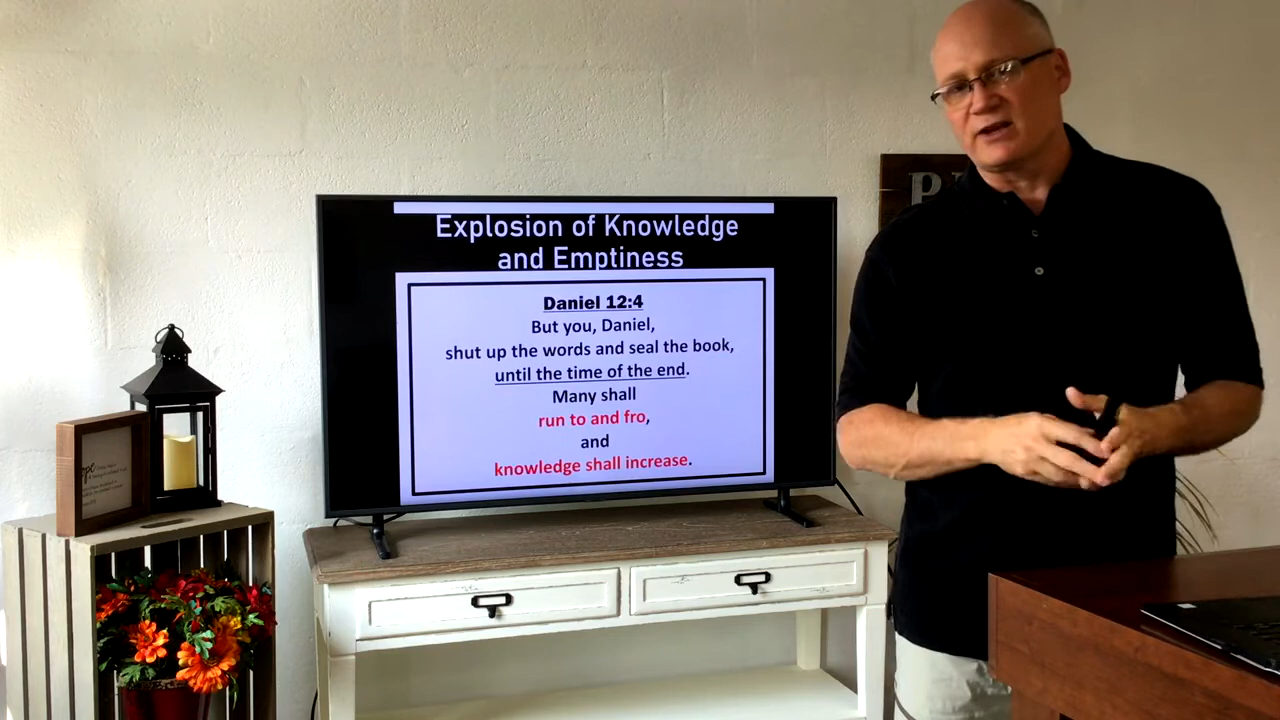 Explosion of Knowledge
and Emptiness
Daniel 12:4
But you, Daniel,
shut up the words and seal the book,
until the time of the end.
Many shall
run to and fro,
and
knowledge shall increase.